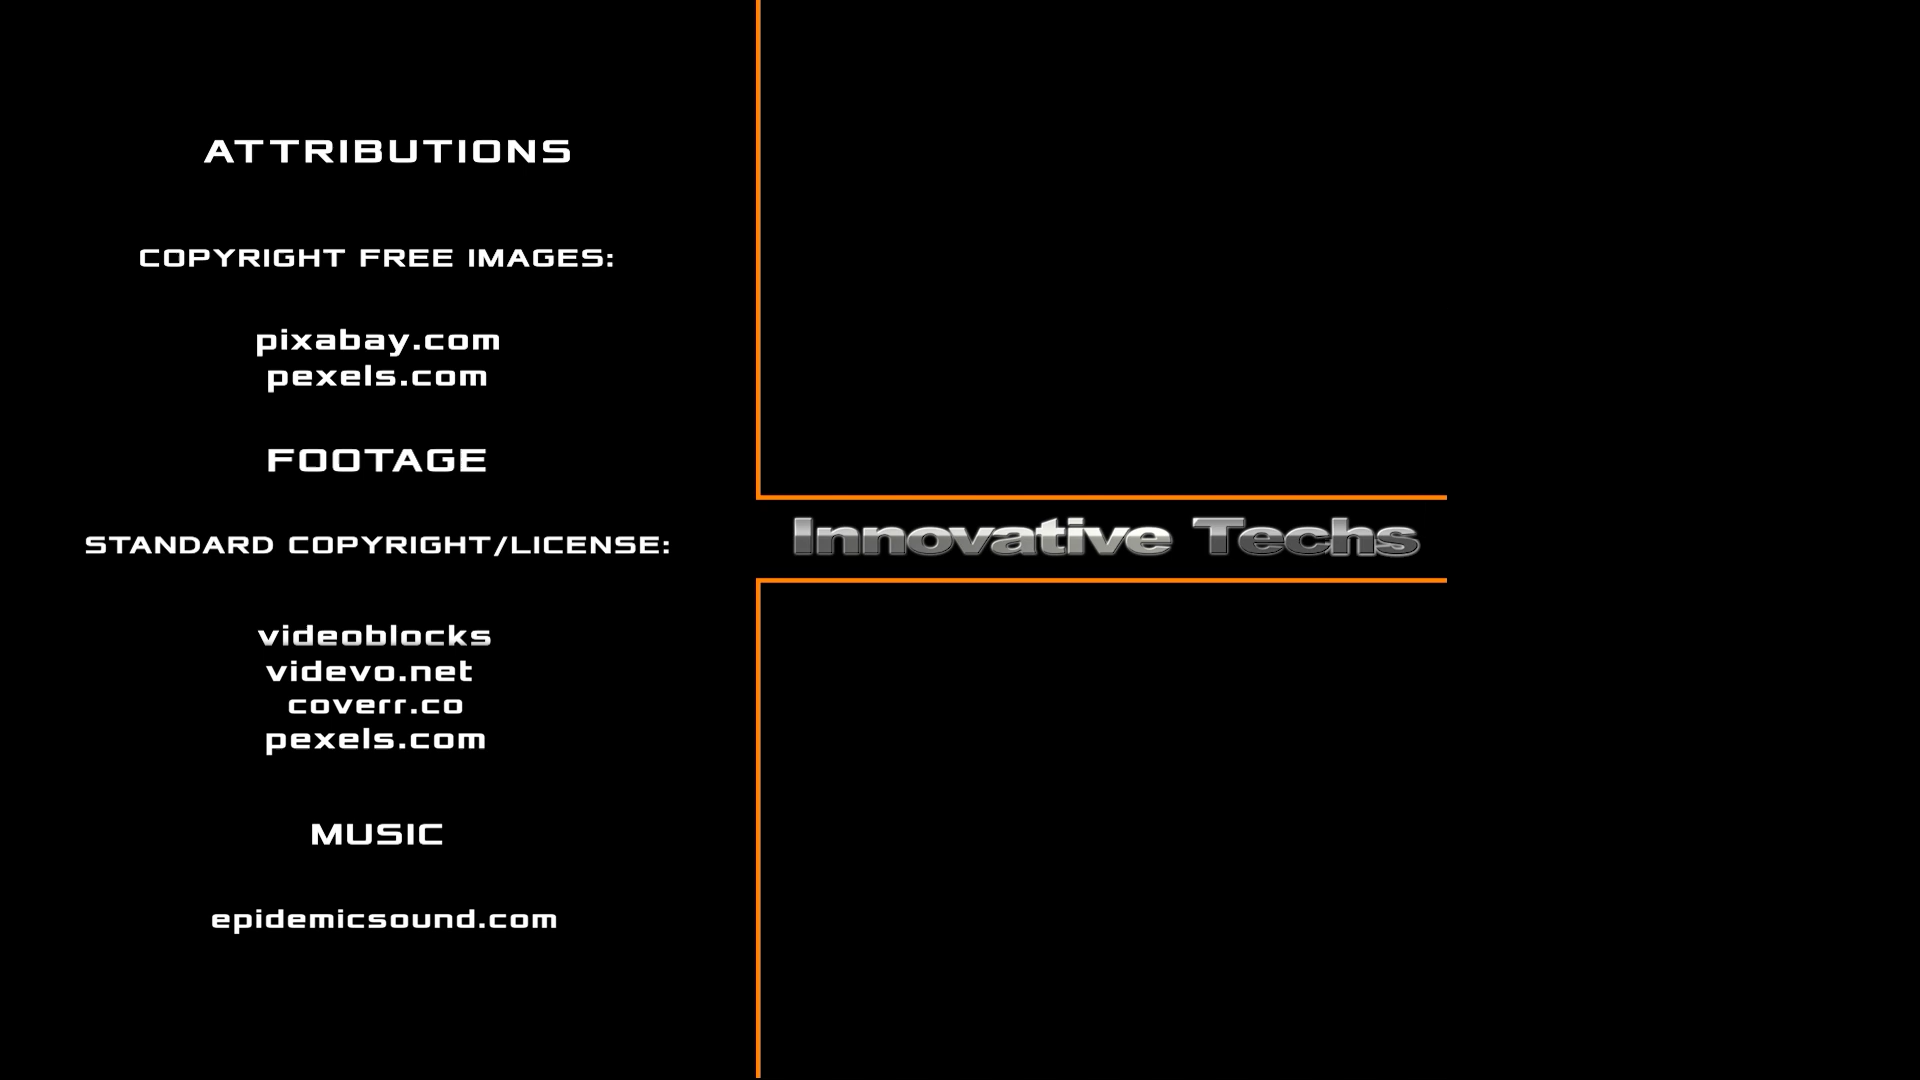 ATTRIBUTIONS
COPYRIGHT FREE IMAGES:
pixabay.com
pexels.com
FOOTAGE
STANDARD COPYRIGHT/LICENSE:
videoblocks
videvo.net
coverr.co
pexels.com
MUSIC
epidemicsound.com
Innovative Techs